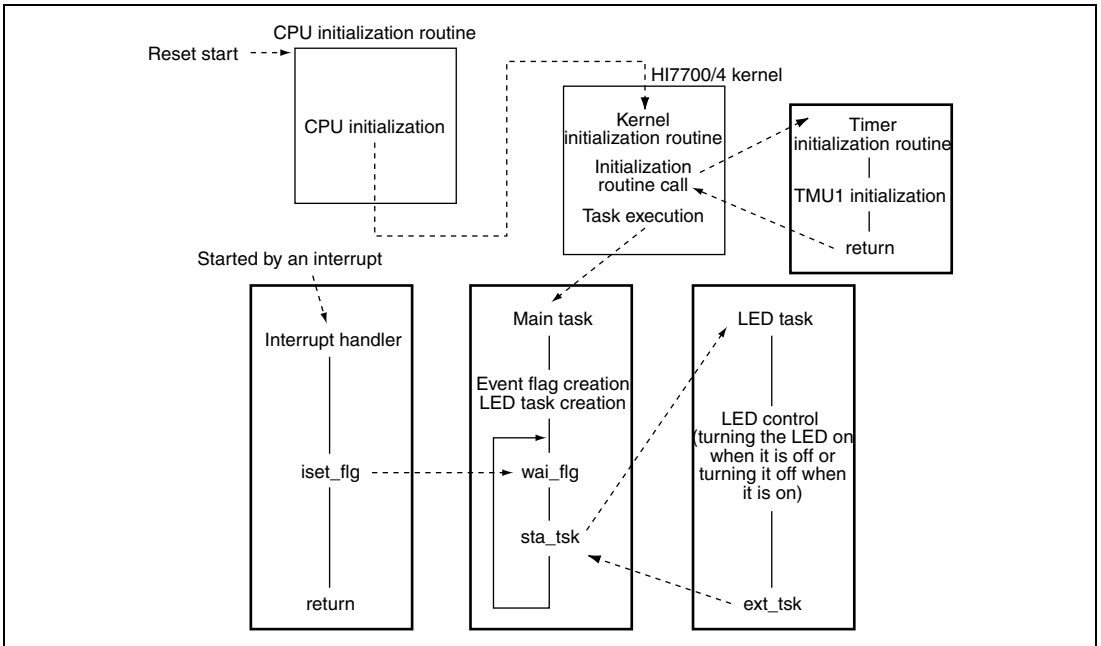 CPU initialization routine
Reset start
CPU initialization
HI7700/4 kernel
Kernel
initialization routine
Initialization
routine call
Task execution
Timer
initialization routine
TMU1 initialization
return
Started by an interrupt
Interrupt handler
iset_flg
return
Main task
Event flag creation
LED task creation
wai_flg
sta_tsk
LED task
LED control
(turning the LED on
when it is off or
turning it off when
it is on)
ext_tsk